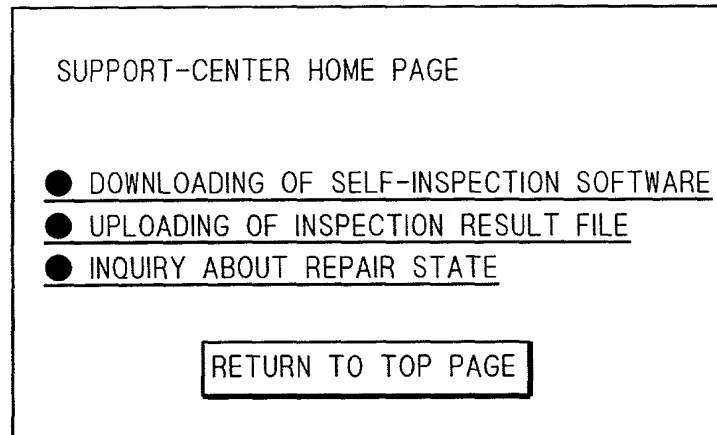 SUPPORT-CENTER HOME PAGE
● DOWNLOADING OF SELF-INSPECTION SOFTWARE
● UPLOADING OF INSPECTION RESULT FILE
● INQUIRY ABOUT REPAIR STATE
RETURN TO TOP PAGE